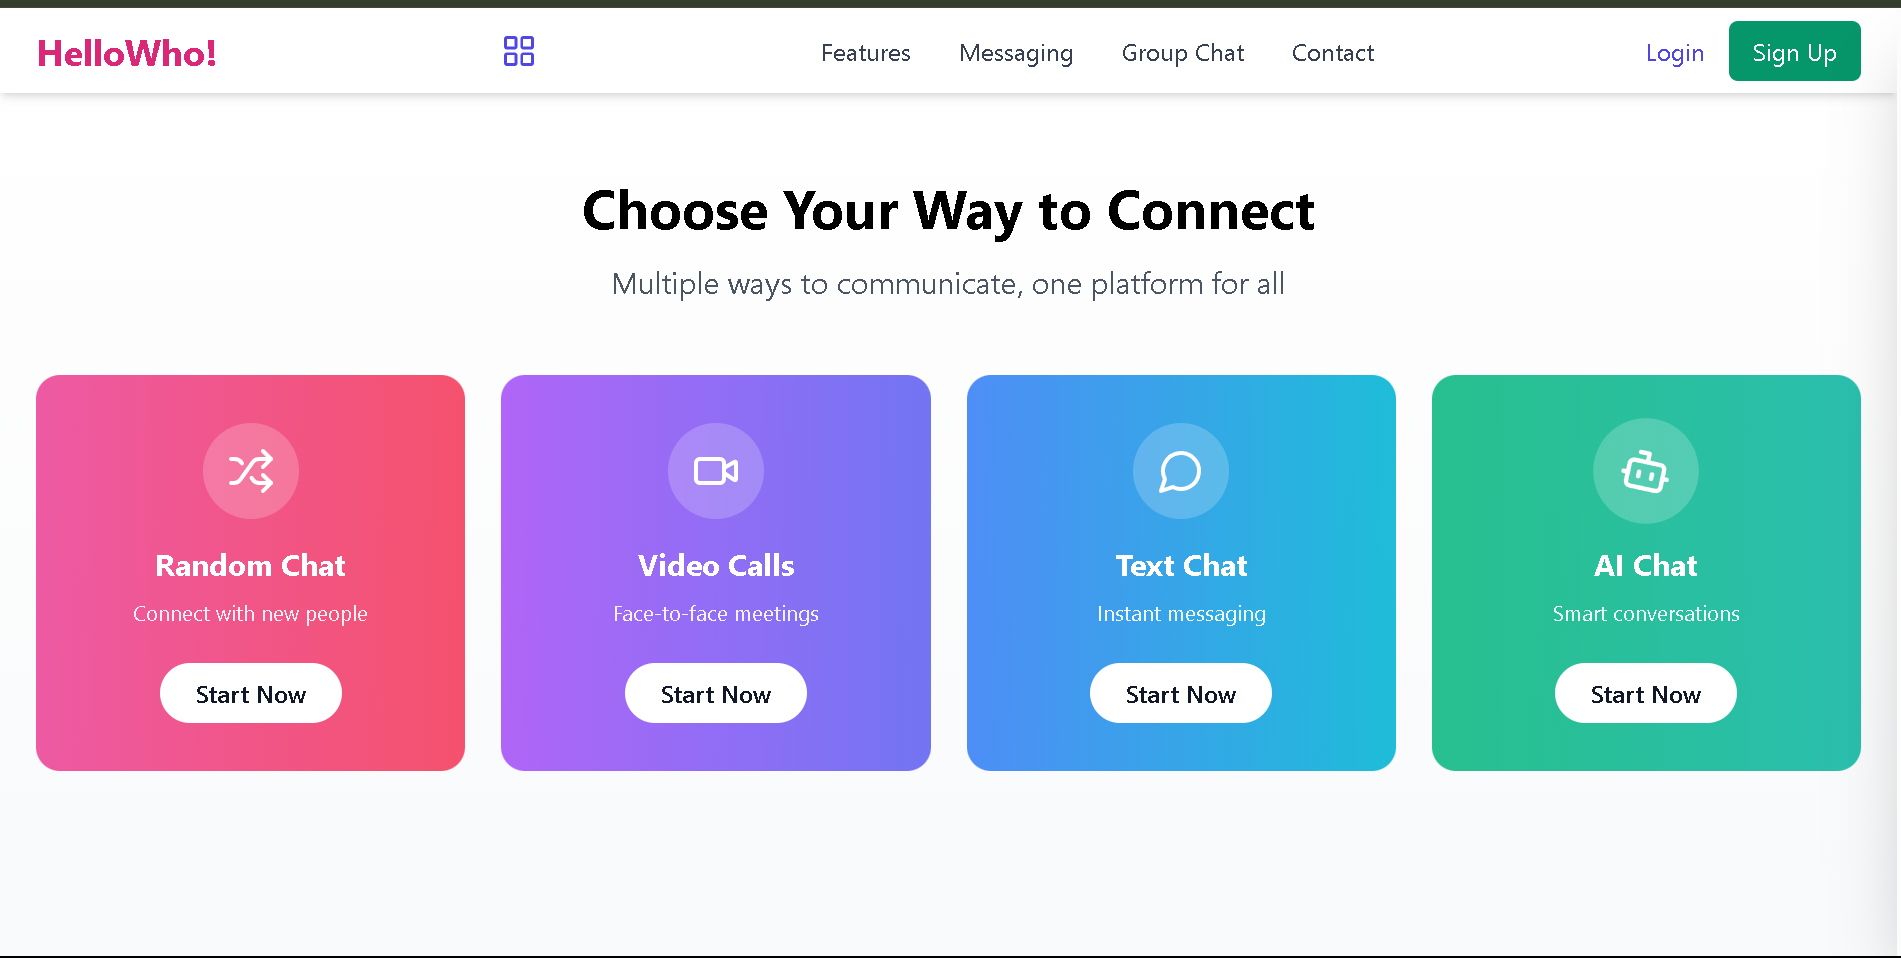 HelloWho!
Features
Messaging
Group Chat
Contact
Login
Sign Up
Choose Your Way to Connect
Multiple ways to communicate, one platform for all
Random Chat
Connect with new people
Start Now
Video Calls
Face-to-face meetings
Start Now
Text Chat
Instant messaging
Start Now
AI Chat
Smart conversations
Start Now